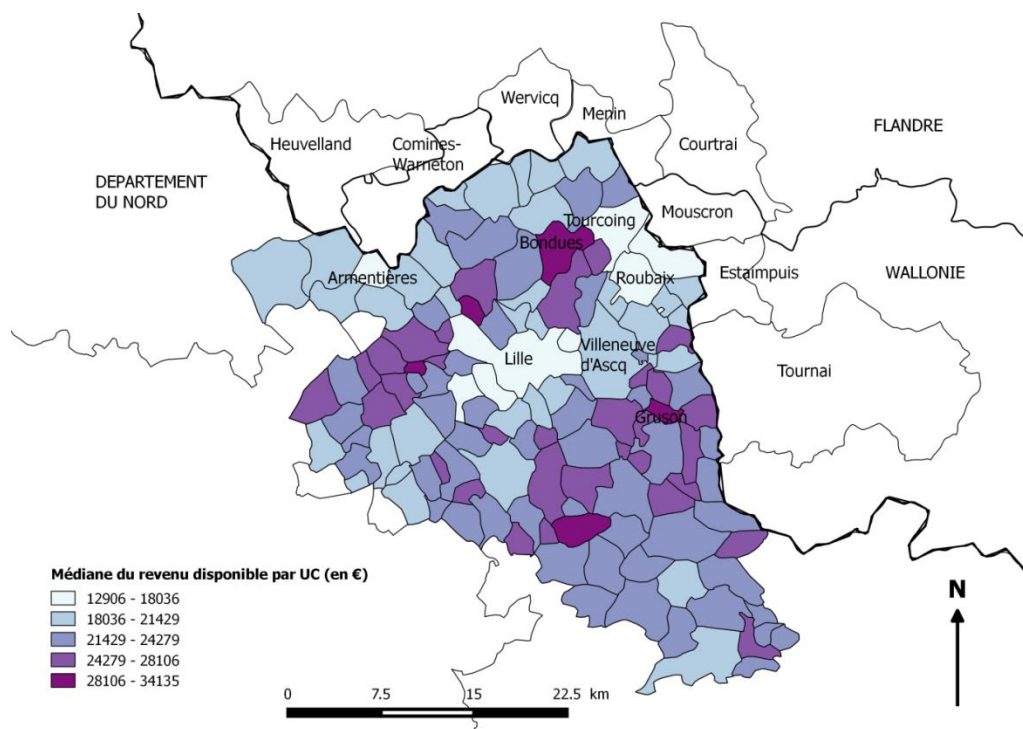 Wervicq
Menin
FLANDRE
Heuvelland
Comines-
Warneton
Courtrai
DEPARTEMENT
DU NORD
Mouscron
Tourcoing
Bondues
Armentières
Roubaix
Estaimpuis
WALLONIE
Lille
Villeneuve
d'Ascq
Tournai
Gruson
Médiane du revenu disponible par UC (en €)
12906 - 18036
18036 - 21429
21429 - 24279
24279 - 28106
28106 - 34135
N
0 7.5 15 22.5 km